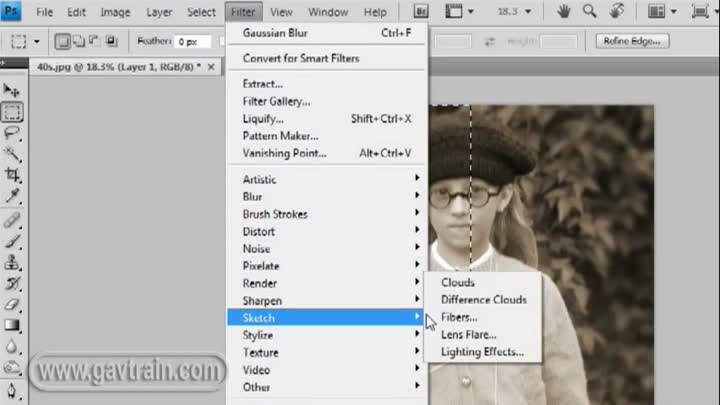 Ps File Edit Image Layer Select Filter View Window Help Br 18.3
Feather: 0 px Refine Edge...
40s.jpg @ 18.3% (Layer 1, RGB/8) * ×
Gaussian Blur Ctrl+F
Convert for Smart Filters
Extract...
Filter Gallery...
Liquify... Shift+Ctrl+X
Pattern Maker...
Vanishing Point... Alt+Ctrl+V
Artistic
Blur
Brush Strokes
Distort
Noise
Pixelate
Render
Sharpen
Sketch
Stylize
Texture
Video
Other
Clouds
Difference Clouds
Fibers...
Lens Flare...
Lighting Effects...
www.gavtrain.com